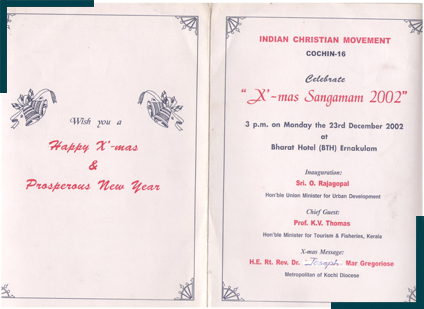 Wish you a
Happy X'mas
&
Prosperous New Year
INDIAN CHRISTIAN MOVEMENT
COCHIN-16
Celebrate
"X'-mas Sangamam 2002"
3 p.m. on Monday the 23rd December 2002
at
Bharat Hotel (BTH) Ernakulam
Inauguration:
Sri. O. Rajagopal
Hon'ble Union Minister for Urban Development
Chief Guest:
Prof. K.V. Thomas
Hon'ble Minister for Tourism & Fisheries, Kerala
X-mas Message:
H.E. Rt. Rev. Dr. Joseph Mar Gregoriose
Metropolitan of Kochi Diocese